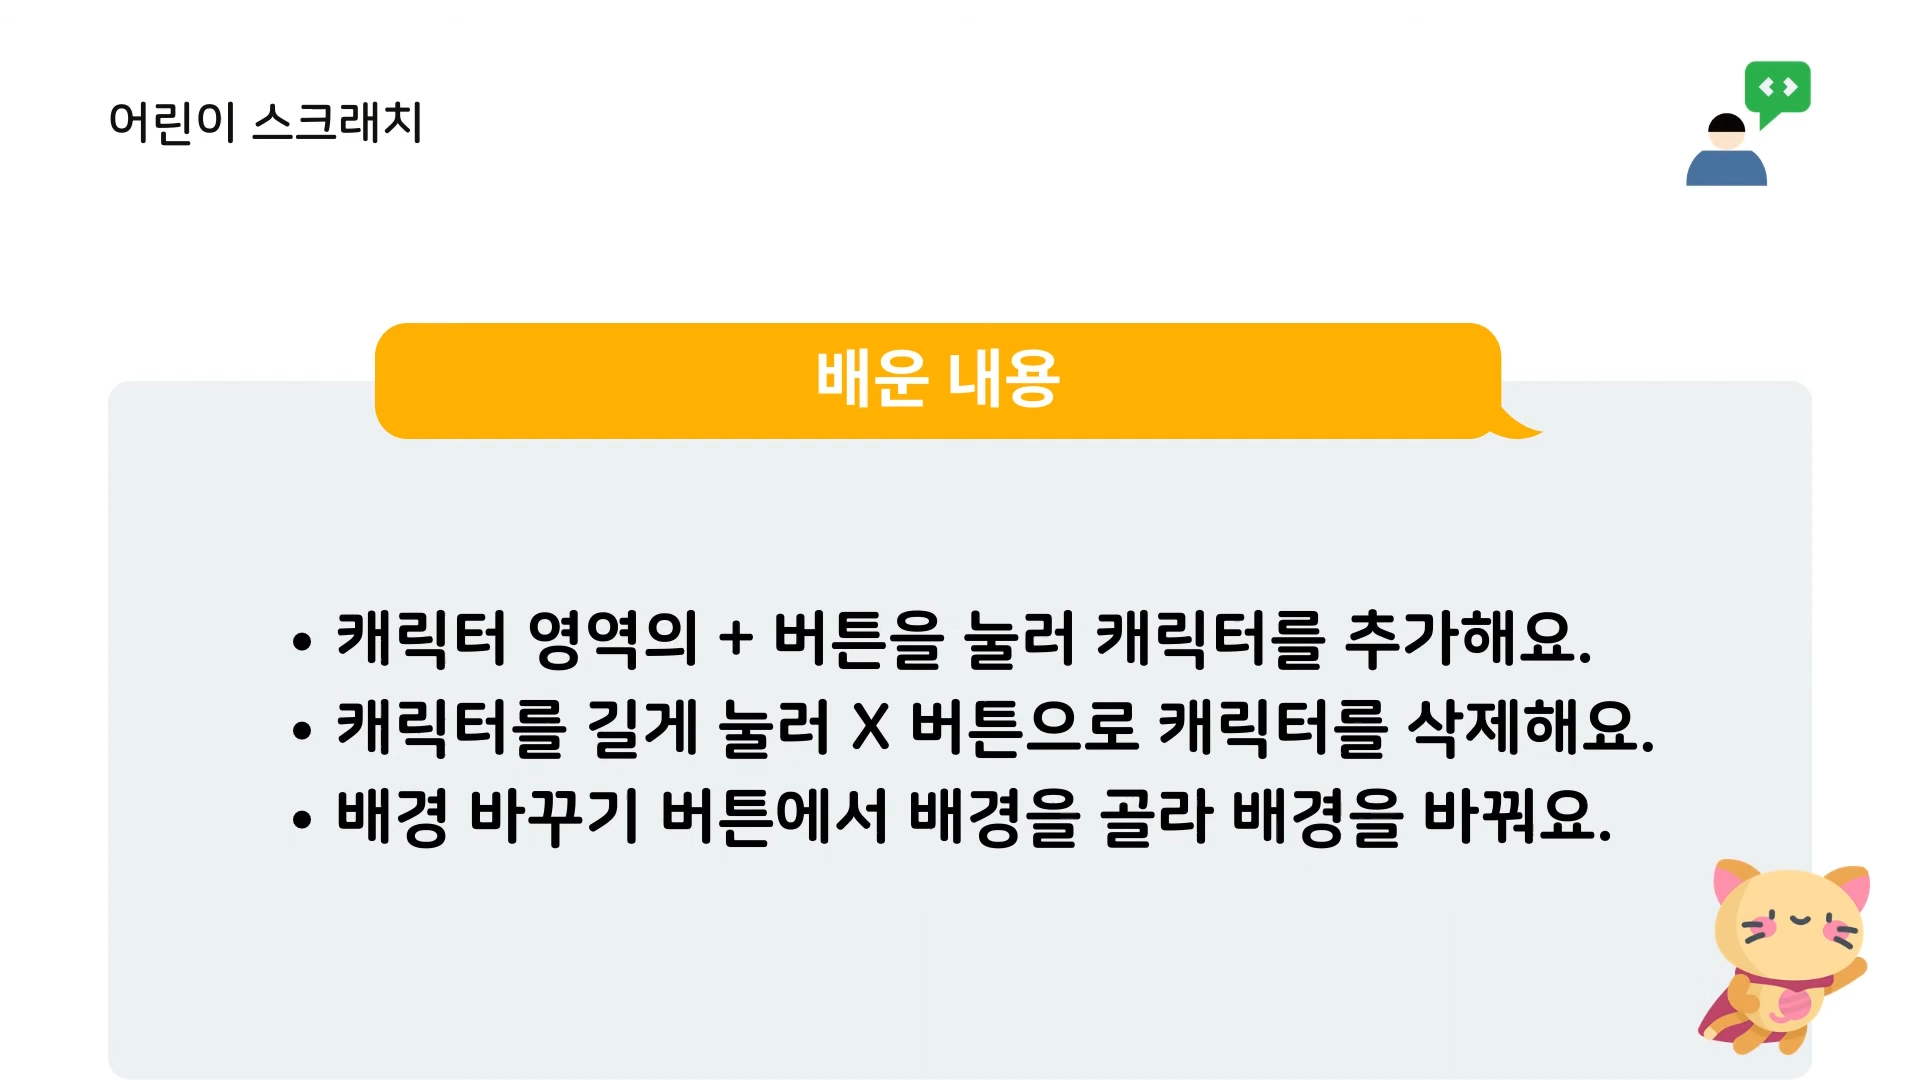 어린이 스크래치
배운 내용
• 캐릭터 영역의 + 버튼을 눌러 캐릭터를 추가해요.
• 캐릭터를 길게 눌러 X 버튼으로 캐릭터를 삭제해요.
• 배경 바꾸기 버튼에서 배경을 골라 배경을 바꿔요.